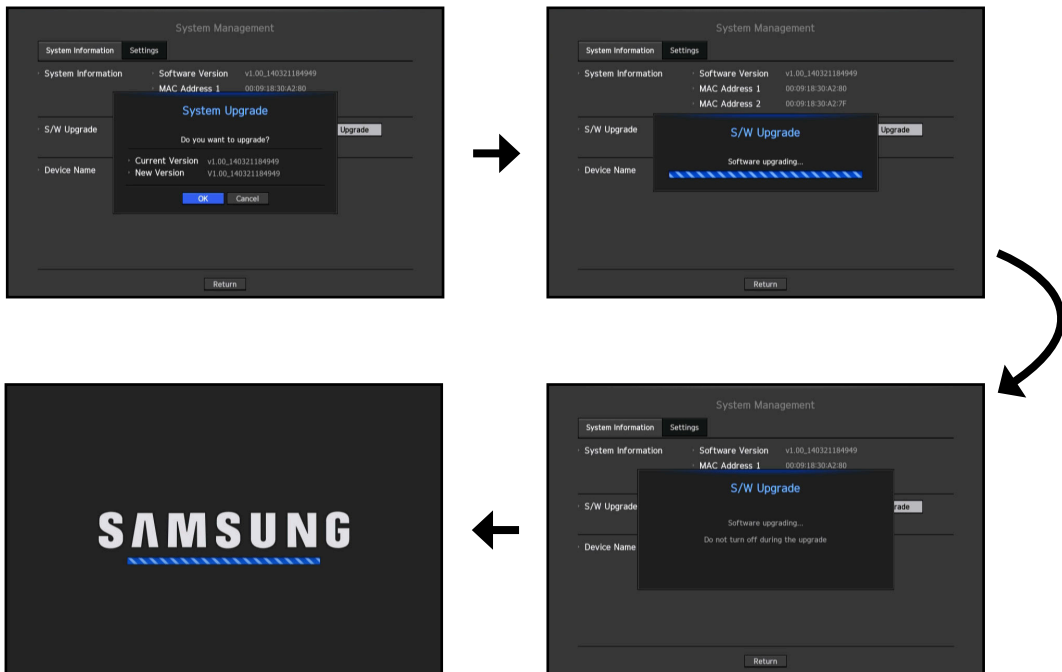 System Management
System Information Settings
System Information Software Version v1.00_140321184949
MAC Address 1 00:09:18:30:A2:80
System Upgrade
S/W Upgrade Upgrade
Do you want to upgrade?
Current Version v1.00_140321184949
Device Name
New Version V1.00_140321184949
OK Cancel
Return
System Management
System Information Settings
System Information Software Version v1.00_140321184949
MAC Address 1 00:09:18:30:A2:80
MAC Address 2 00:09:18:30:A2:7F
S/W Upgrade Upgrade
S/W Upgrade
Software upgrading...
Device Name
Return
System Management
System Information Settings
System Information Software Version v1.00_140321184949
MAC Address 1 00:09:18:30:A2:80
S/W Upgrade
S/W Upgrade rade
Software upgrading...
Do not turn off during the upgrade
Device Name
Return
SAMSUNG